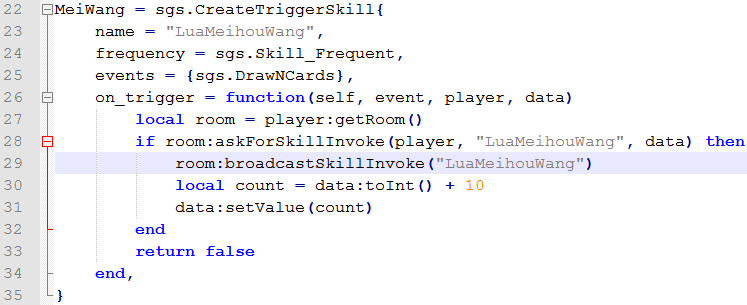 22 MeiWang = sgs.CreateTriggerSkill{
23     name = "LuaMeihouWang",
24     frequency = sgs.Skill_Frequent,
25     events = {sgs.DrawNCards},
26     on_trigger = function(self, event, player, data)
27         local room = player:getRoom()
28         if room:askForSkillInvoke(player, "LuaMeihouWang", data) then
29             room:broadcastSkillInvoke("LuaMeihouWang")
30             local count = data:toInt() + 10
31             data:setValue(count)
32         end
33         return false
34     end,
35 }